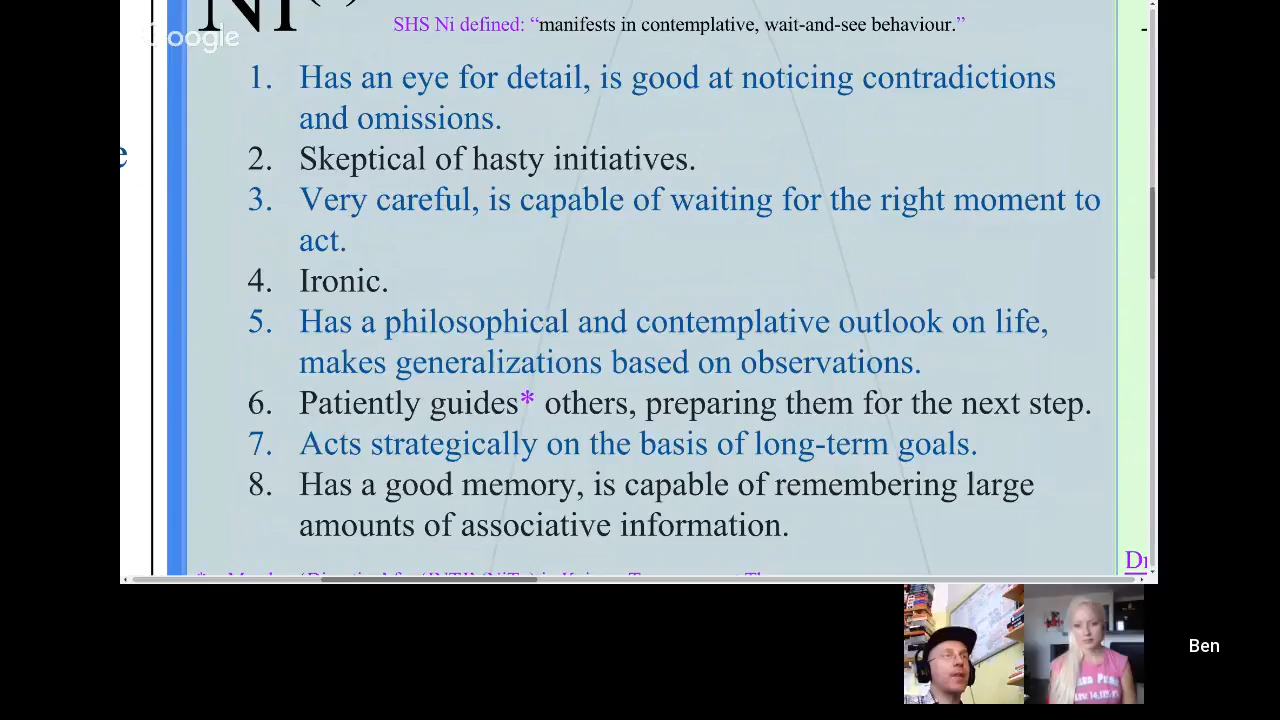 Ni
SHS Ni defined: “manifests in contemplative, wait-and-see behaviour.”
Google
1. Has an eye for detail, is good at noticing contradictions
and omissions.
2. Skeptical of hasty initiatives.
e
3. Very careful, is capable of waiting for the right moment to
act.
4. Ironic.
5. Has a philosophical and contemplative outlook on life,
makes generalizations based on observations.
6. Patiently guides* others, preparing them for the next step.
7. Acts strategically on the basis of long-term goals.
8. Has a good memory, is capable of remembering large
amounts of associative information.
Ben